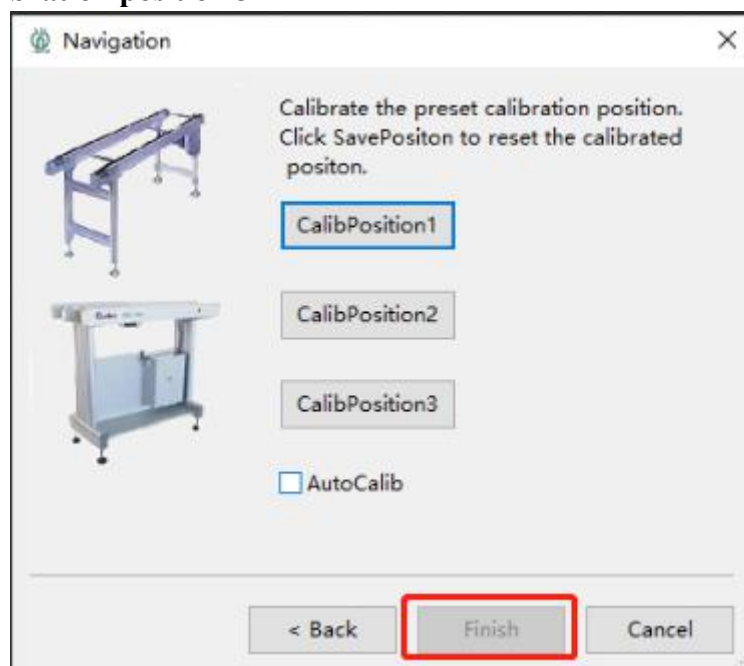 Navigation
Calibrate the preset calibration position.
Click SavePositon to reset the calibrated
positon.
CalibPosition1
CalibPosition2
CalibPosition3
AutoCalib
< Back
Finish
Cancel